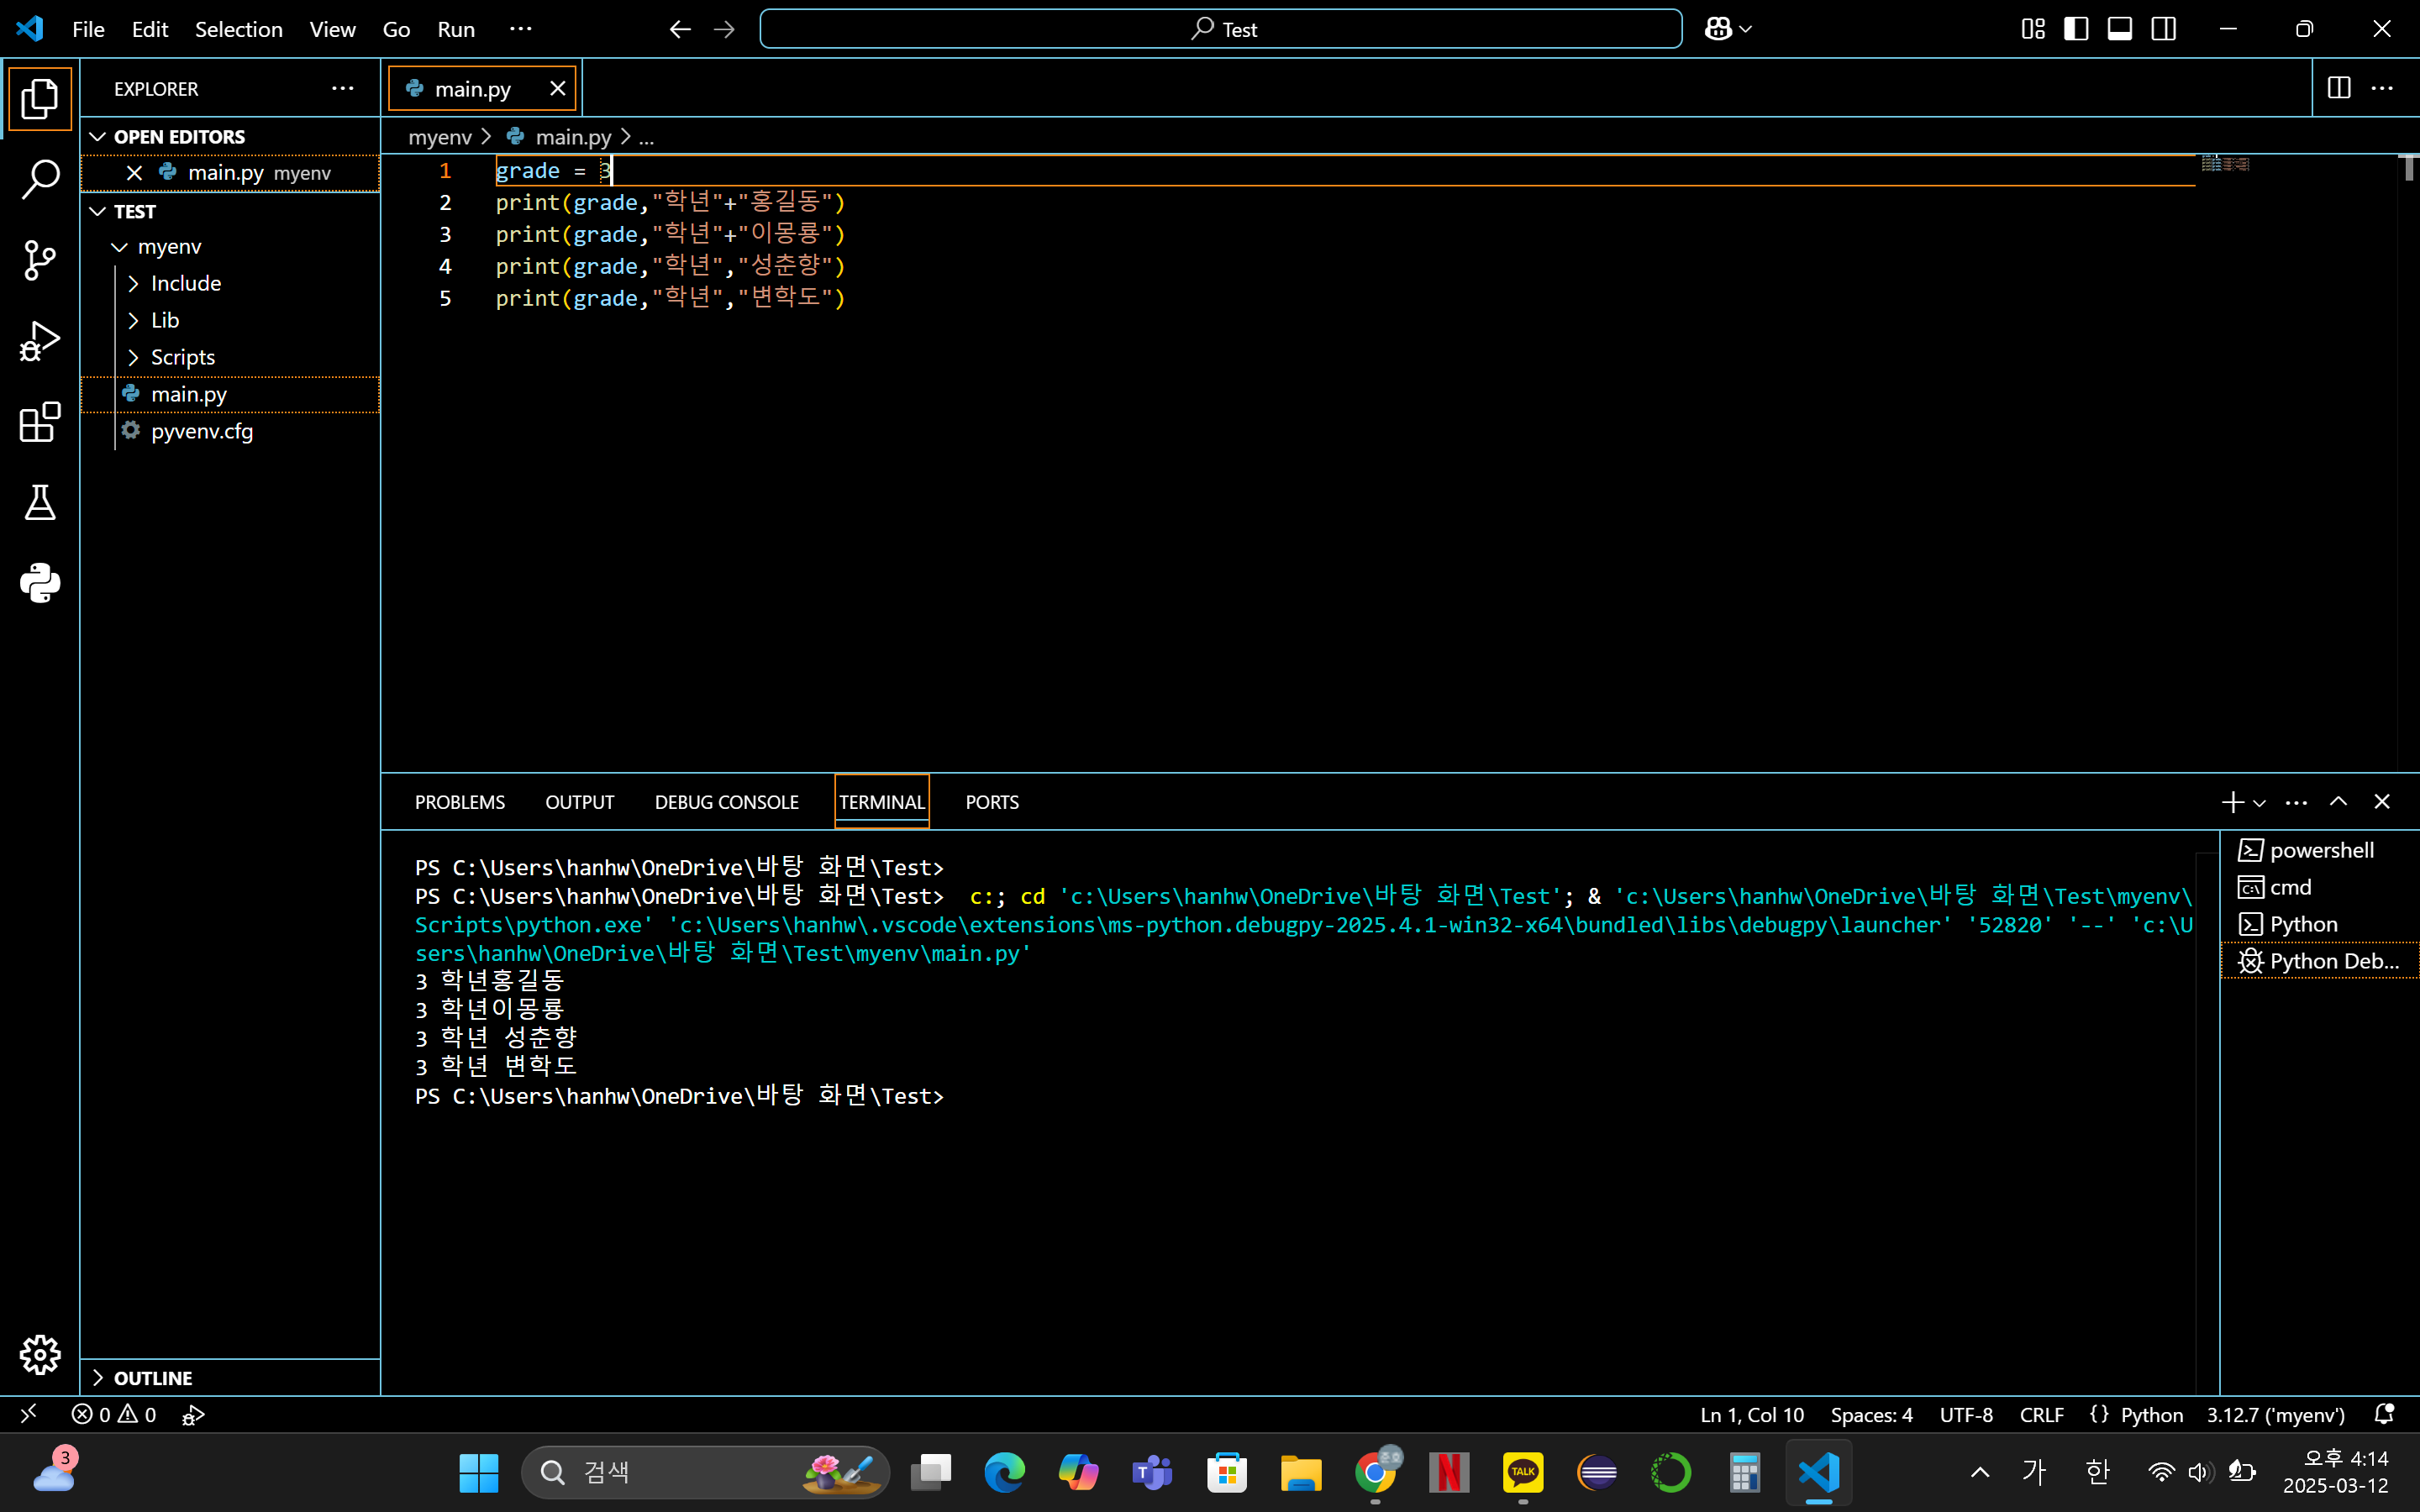 File Edit Selection View Go Run ...
Test
EXPLORER
main.py
OPEN EDITORS
main.py myenv
TEST
myenv
Include
Lib
Scripts
main.py
pyvenv.cfg
OUTLINE
myenv > main.py > ...
1 grade = 3
2 print(grade,"학년"+"홍길동")
3 print(grade,"학년"+"이몽룡")
4 print(grade,"학년","성춘향")
5 print(grade,"학년","변학도")
PROBLEMS OUTPUT DEBUG CONSOLE TERMINAL PORTS
PS C:\Users\hanhw\OneDrive\바탕 화면\Test>
PS C:\Users\hanhw\OneDrive\바탕 화면\Test>  c:; cd 'c:\Users\hanhw\OneDrive\바탕 화면\Test'; & 'c:\Users\hanhw\OneDrive\바탕 화면\Test\myenv\
Scripts\python.exe' 'c:\Users\hanhw\.vscode\extensions\ms-python.debugpy-2025.4.1-win32-x64\bundled\libs\debugpy\launcher' '52820' '--' 'c:\U
sers\hanhw\OneDrive\바탕 화면\Test\myenv\main.py'
3 학년홍길동
3 학년이몽룡
3 학년 성춘향
3 학년 변학도
PS C:\Users\hanhw\OneDrive\바탕 화면\Test>
powershell
cmd
Python
Python Deb...
0 0
Ln 1, Col 10 Spaces: 4 UTF-8 CRLF {} Python 3.12.7 ('myenv')
3
검색
TALK
가 한
오후 4:14
2025-03-12